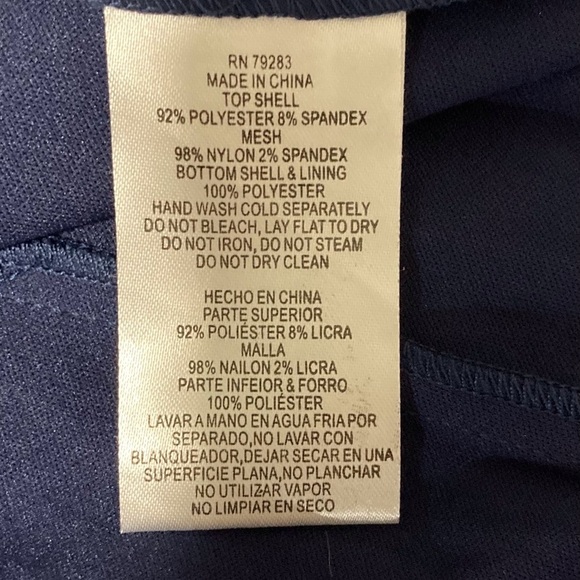 RN 79283
MADE IN CHINA
TOP SHELL
92% POLYESTER 8% SPANDEX
MESH
98% NYLON 2% SPANDEX
BOTTOM SHELL & LINING
100% POLYESTER
HAND WASH COLD SEPARATELY
DO NOT BLEACH, LAY FLAT TO DRY
DO NOT IRON, DO NOT STEAM
DO NOT DRY CLEAN
HECHO EN CHINA
PARTE SUPERIOR
92% POLIÉSTER 8% LICRA
MALLA
98% NAILON 2% LICRA
PARTE INFEIOR & FORRO
100% POLIÉSTER
LAVAR A MANO EN AGUA FRIA POR
SEPARADO,NO LAVAR CON
BLANQUEADOR,DEJAR SECAR EN UNA
SUPERFICIE PLANA,NO PLANCHAR
NO UTILIZAR VAPOR
NO LIMPIAR EN SECO